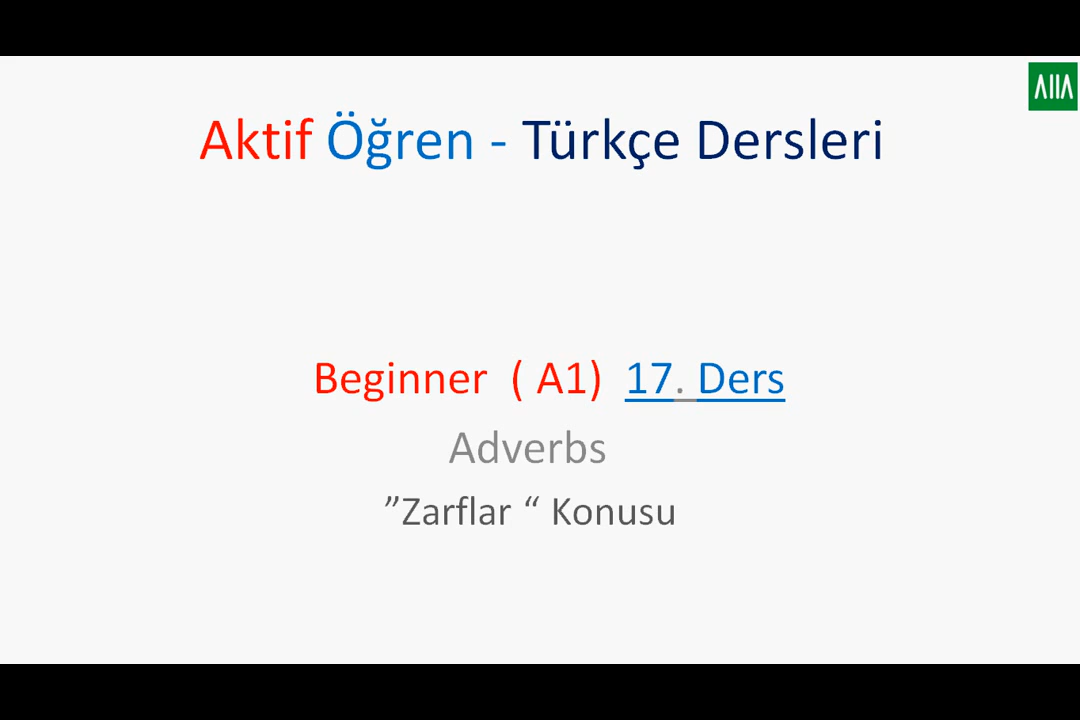 Aktif Öğren - Türkçe Dersleri
Beginner ( A1) 17. Ders
Adverbs
”Zarflar “ Konusu